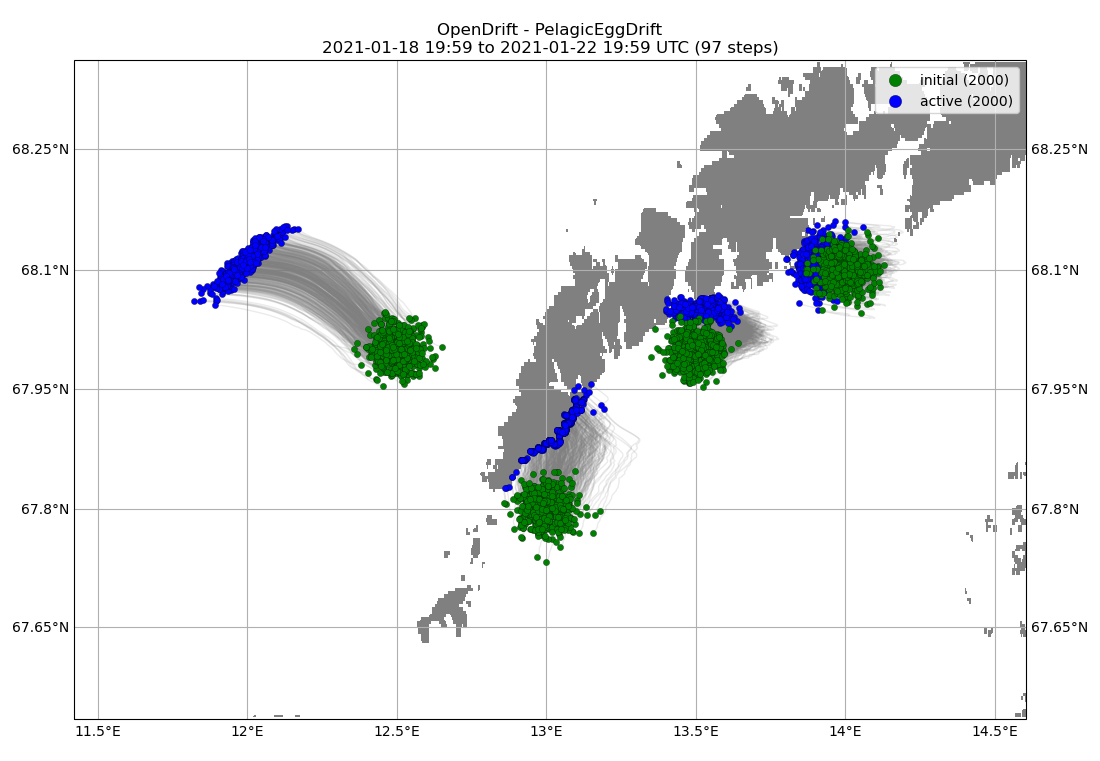 OpenDrift - PelagicEggDrift
2021-01-18 19:59 to 2021-01-22 19:59 UTC (97 steps)
initial (2000)
active (2000)
68.25°N
68.25°N
68.1°N
68.1°N
67.95°N
67.95°N
67.8°N
67.8°N
67.65°N
67.65°N
11.5°E
12°E
12.5°E
13°E
13.5°E
14°E
14.5°E